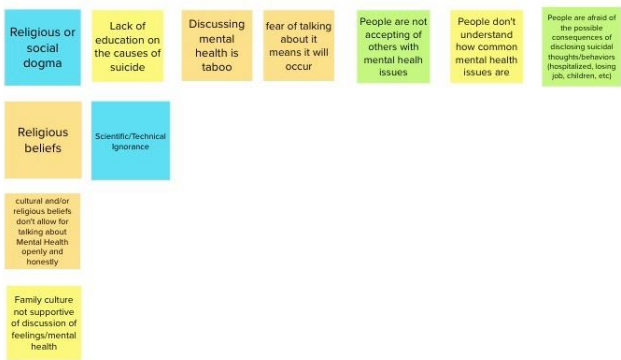 Religious or
social
dogma
Lack of
education on
the causes of
suicide
Discussing
mental
health is
taboo
fear of talking
about it
means it will
occur
People are not
accepting of
others with
mental healh
issues
People don't
understand
how common
mental health
issues are
People are afraid of
the possible
consequences of
disclosing suicidal
thoughts/behaviors
(hospitalized, losing
job, children, etc)
Religious
beliefs
Scientific/Technical
Ignorance
cultural and/or
religious beliefs
don't allow for
talking about
Mental Health
openly and
honestly
Family culture
not supportive
of discussion of
feelings/mental
health